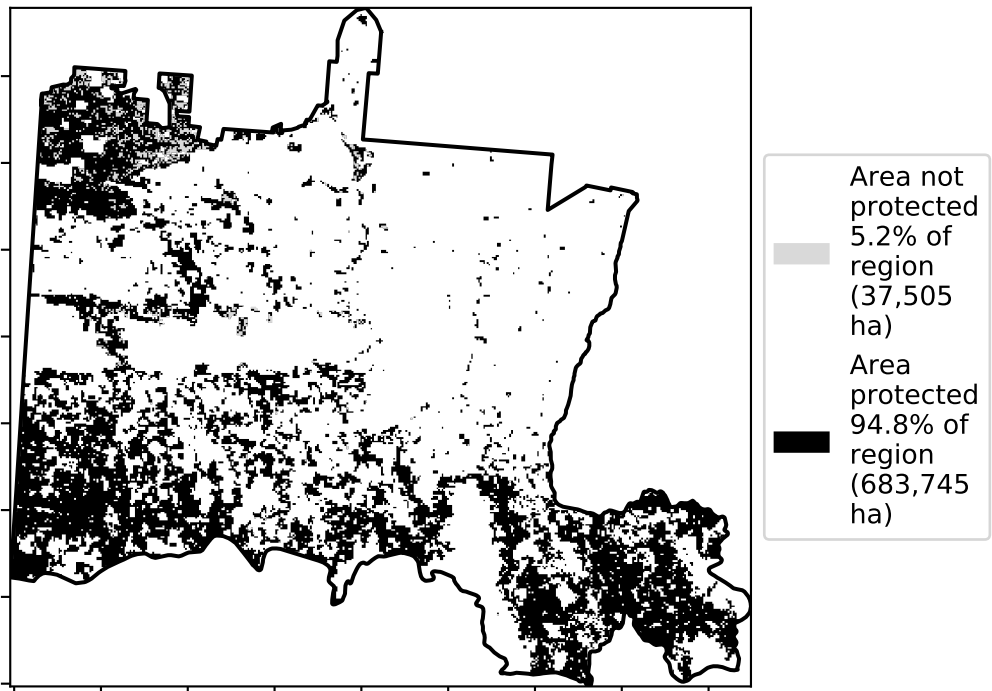 Area not
protected
5.2% of
region
(37,505
ha)
Area
protected
94.8% of
region
(683,745
ha)